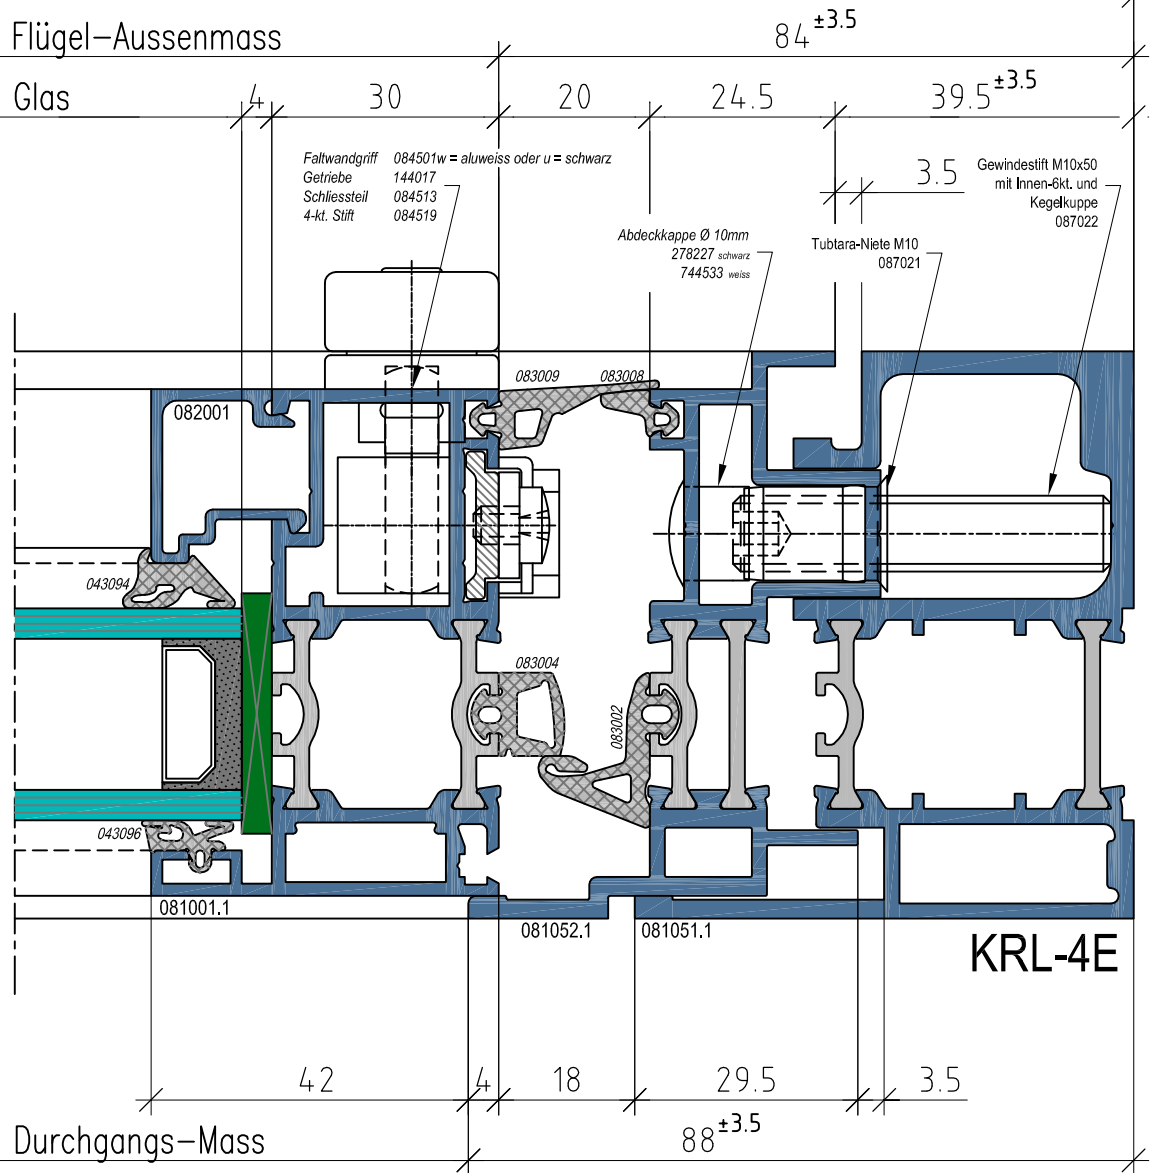 Flügel-Aussenmass
84 ±3.5
Glas
4
30
20
24.5
39.5 ±3.5
Faltwandgriff 084501w = aluweiss oder u = schwarz
Getriebe 144017
Schliessteil 084513
4-kt. Stift 084519
3.5
Gewindestift M10x50
mit Innen-6kt. und
Kegelkuppe
087022
Abdeckkappe Ø 10mm
278227 schwarz
744533 weiss
Tubtara-Niete M10
087021
083009
083008
082001
043094
083004
083002
043096
081001.1
081052.1
081051.1
KRL-4E
42
4
18
29.5
3.5
Durchgangs-Mass
88 ±3.5